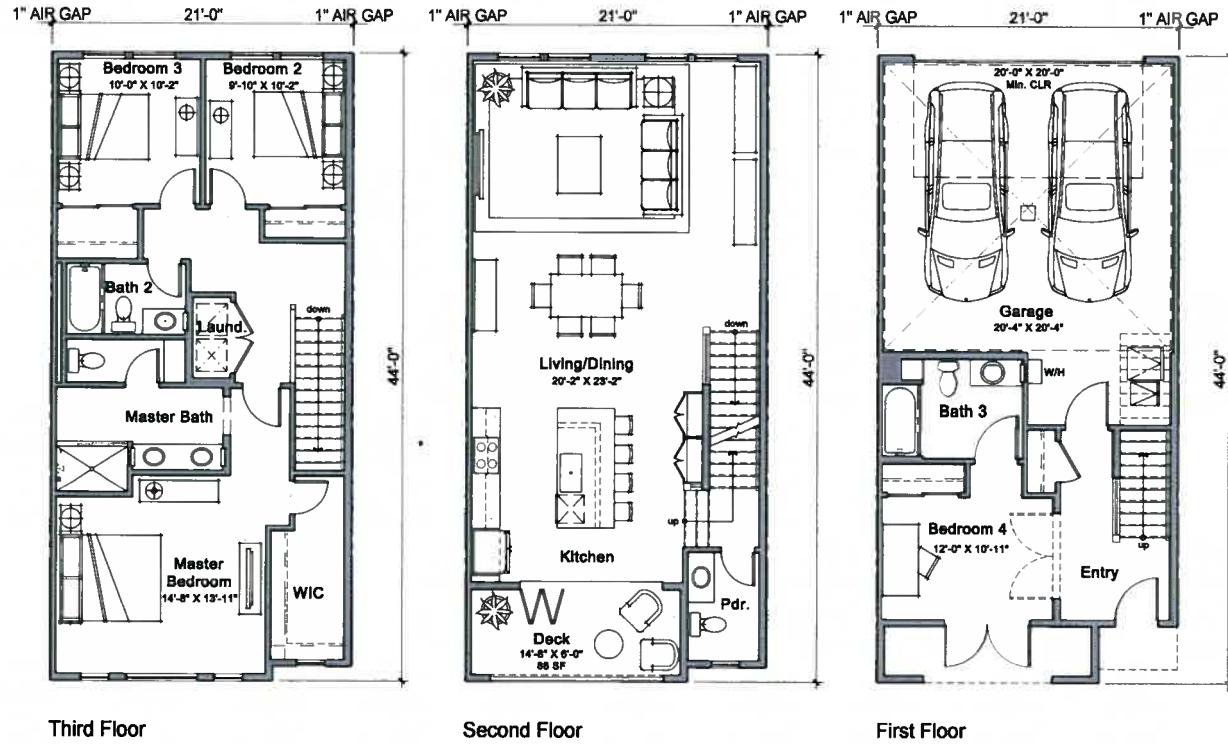 1" AIR GAP 21'-0" 1" AIR GAP
Bedroom 3
10'-0" X 10'-2"
Bedroom 2
9'-10" X 10'-2"
Bath 2
Laund.
down
44'-0"
Master Bath
Master
Bedroom
14'-8" X 13'-11"
WIC
Third Floor
1" AIR GAP 21'-0" 1" AIR GAP
down
Living/Dining
20'-2" X 23'-2"
44'-0"
up
Kitchen
Pdr.
Deck
14'-8" X 6'-0"
88 SF
Second Floor
1" AIR GAP 21'-0" 1" AIR GAP
20'-0" X 20'-0"
Min. CLR
Garage
20'-4" X 20'-4"
W/H
44'-0"
Bath 3
Bedroom 4
12'-0" X 10'-11"
up
Entry
First Floor